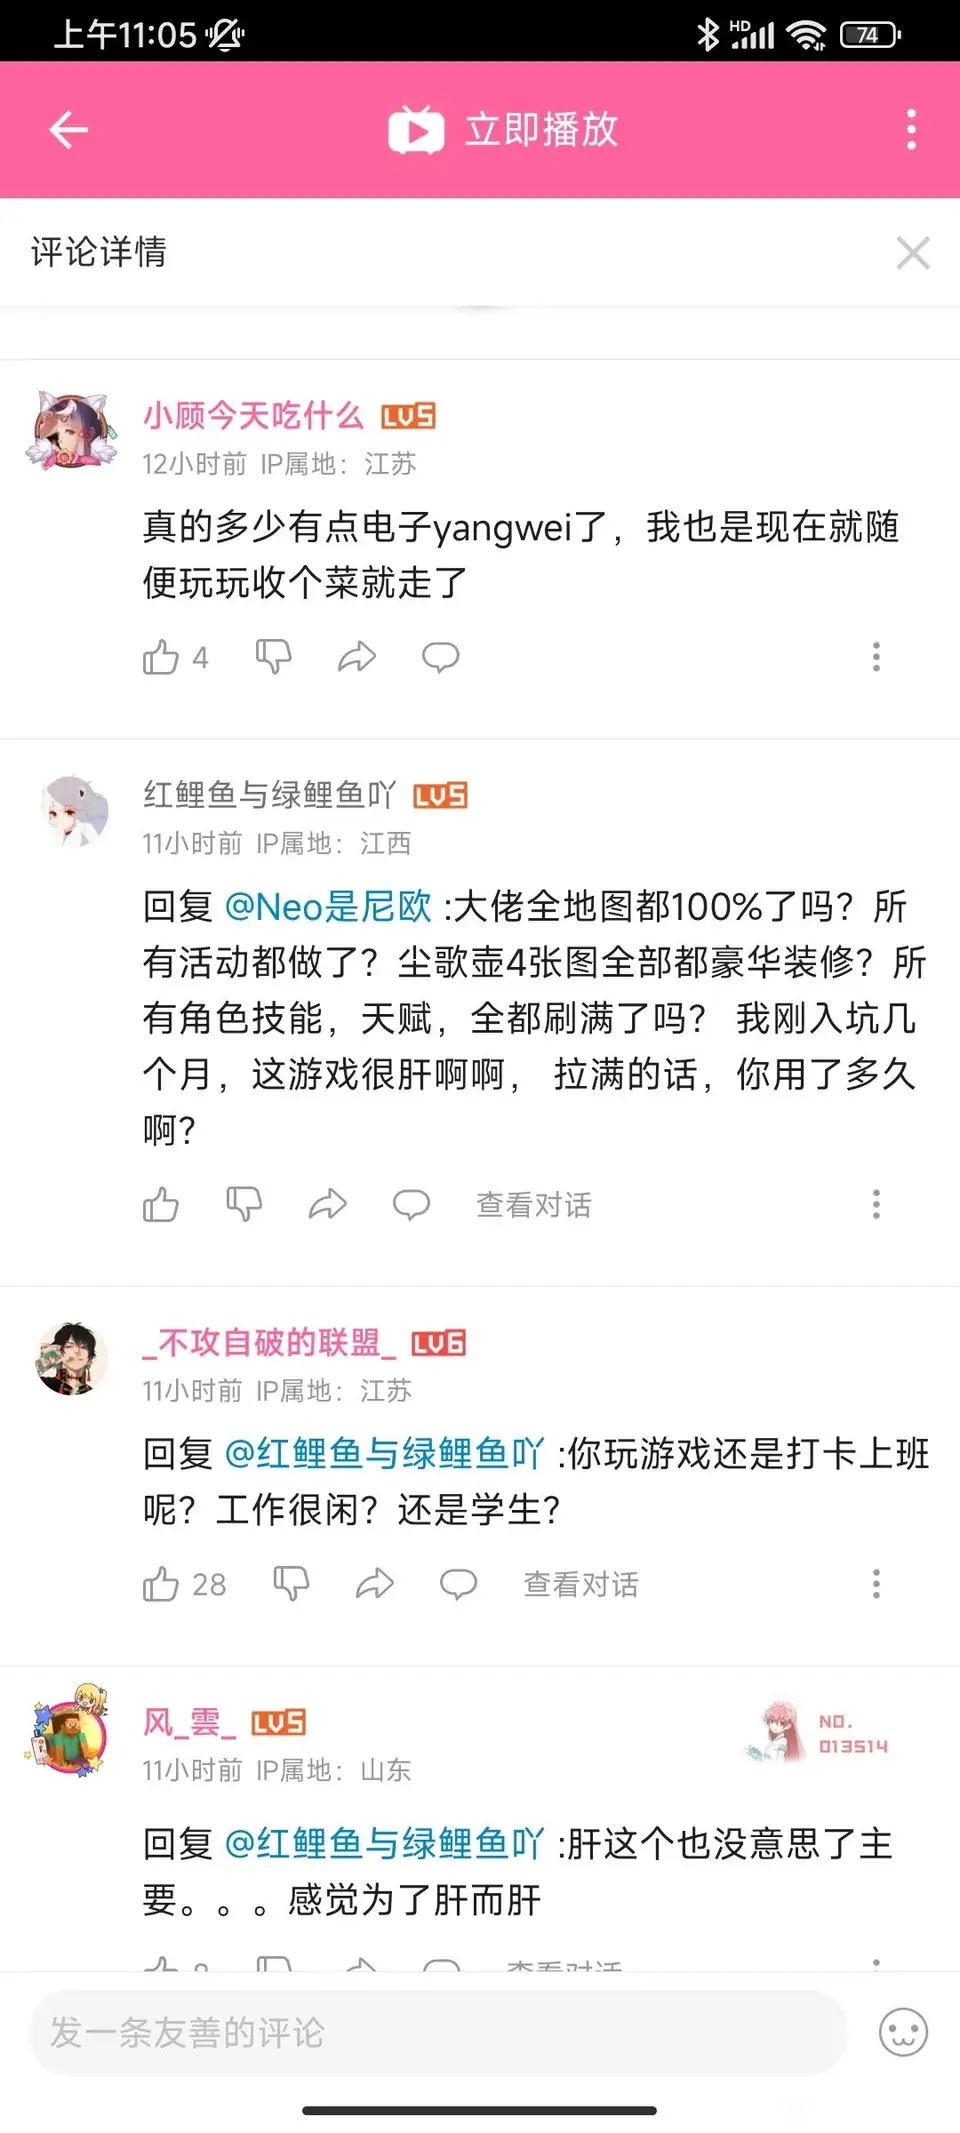 上午11:05
HD
74
立即播放
评论详情
小顾今天吃什么 LV5
12小时前 IP属地：江苏
真的多少有点电子yangwei了，我也是现在就随
便玩玩收个菜就走了
4
红鲤鱼与绿鲤鱼吖 LV5
11小时前 IP属地：江西
回复 @Neo是尼欧 :大佬全地图都100%了吗？所
有活动都做了？尘歌壶4张图全部都豪华装修？所
有角色技能，天赋，全都刷满了吗？ 我刚入坑几
个月，这游戏很肝啊啊， 拉满的话，你用了多久
啊？
查看对话
_不攻自破的联盟_ LV6
11小时前 IP属地：江苏
回复 @红鲤鱼与绿鲤鱼吖 :你玩游戏还是打卡上班
呢？工作很闲？还是学生？
28 查看对话
风_雲_ LV5
NO.
013514
11小时前 IP属地：山东
回复 @红鲤鱼与绿鲤鱼吖 :肝这个也没意思了主
要。。。感觉为了肝而肝
查看对话
发一条友善的评论